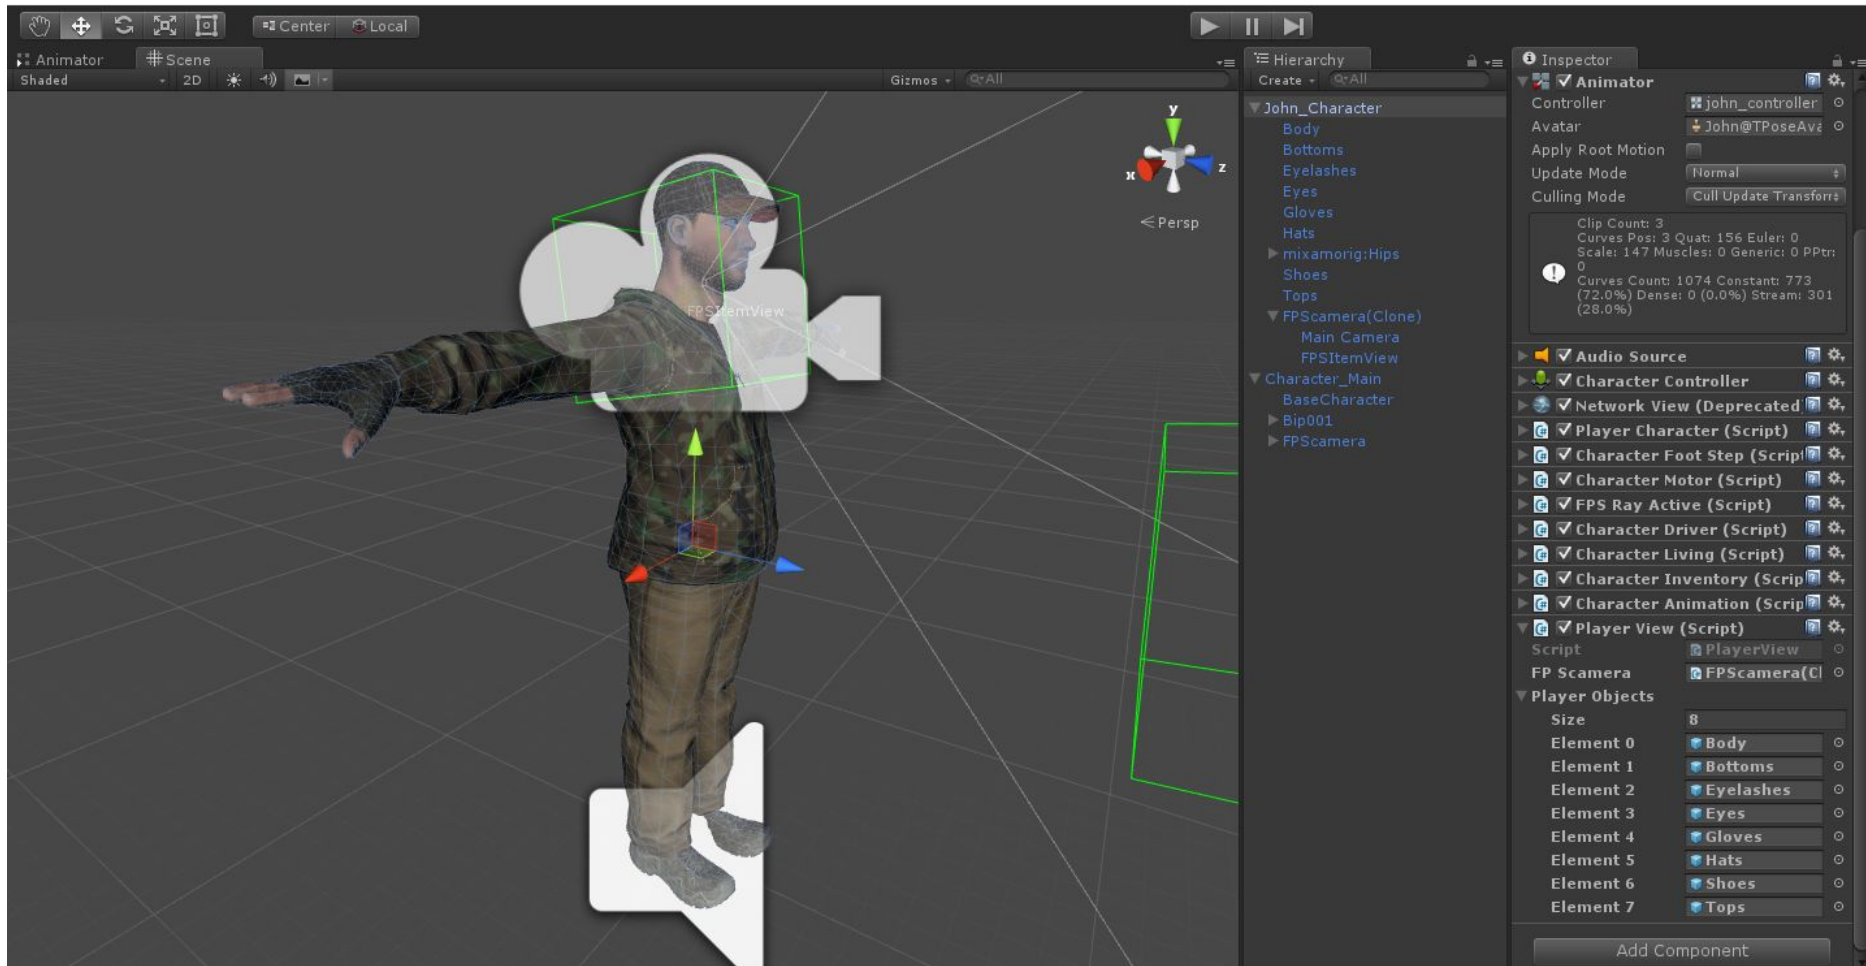 Center Local
Animator Scene
Shaded 2D Gizmos All
y
x z
Persp
FPSItemView
Hierarchy
Create All
John_Character
Body
Bottoms
Eyelashes
Eyes
Gloves
Hats
mixamorig:Hips
Shoes
Tops
FPScamera(Clone)
Main Camera
FPSItemView
Character_Main
BaseCharacter
Bip001
FPScamera
Inspector
Animator
Controller john_controller
Avatar John@TPoseAva
Apply Root Motion
Update Mode Normal
Culling Mode Cull Update Transform
Clip Count: 3
Curves Pos: 3 Quat: 156 Euler: 0
Scale: 147 Muscles: 0 Generic: 0 PPtr:
0
Curves Count: 1074 Constant: 773
(72.0%) Dense: 0 (0.0%) Stream: 301
(28.0%)
Audio Source
Character Controller
Network View (Deprecated)
Player Character (Script)
Character Foot Step (Script
Character Motor (Script)
FPS Ray Active (Script)
Character Driver (Script)
Character Living (Script)
Character Inventory (Scrip
Character Animation (Scrip
Player View (Script)
Script PlayerView
FP Scamera FPScamera(Cl
Player Objects
Size 8
Element 0 Body
Element 1 Bottoms
Element 2 Eyelashes
Element 3 Eyes
Element 4 Gloves
Element 5 Hats
Element 6 Shoes
Element 7 Tops
Add Component